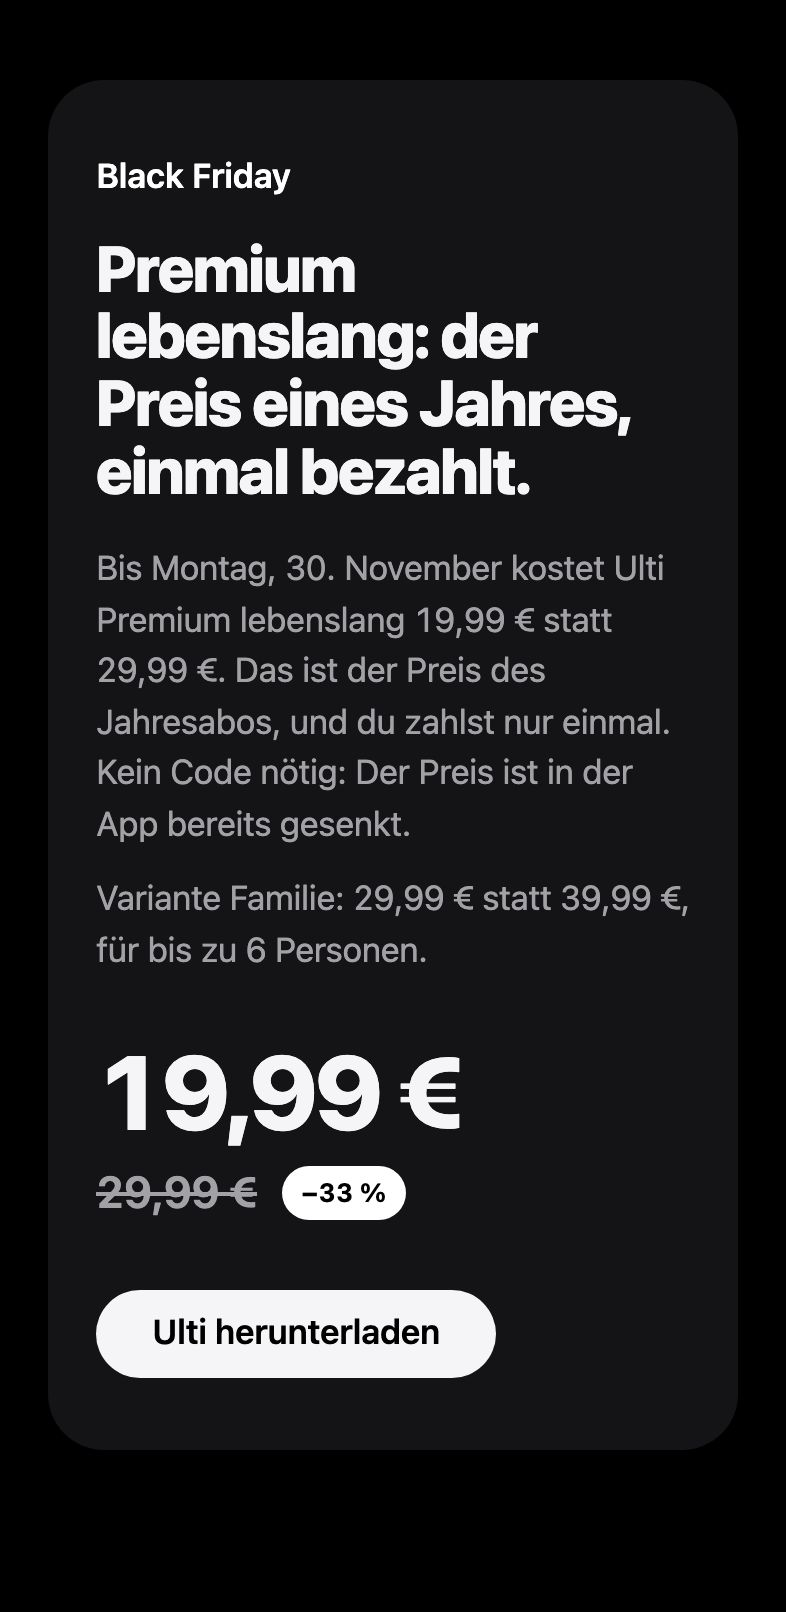 Black Friday
Premium
lebenslang: der
Preis eines Jahres,
einmal bezahlt.
Bis Montag, 30. November kostet Ulti
Premium lebenslang 19,99 € statt
29,99 €. Das ist der Preis des
Jahresabos, und du zahlst nur einmal.
Kein Code nötig: Der Preis ist in der
App bereits gesenkt.
Variante Familie: 29,99 € statt 39,99 €,
für bis zu 6 Personen.
19,99 €
29,99 € –33 %
Ulti herunterladen